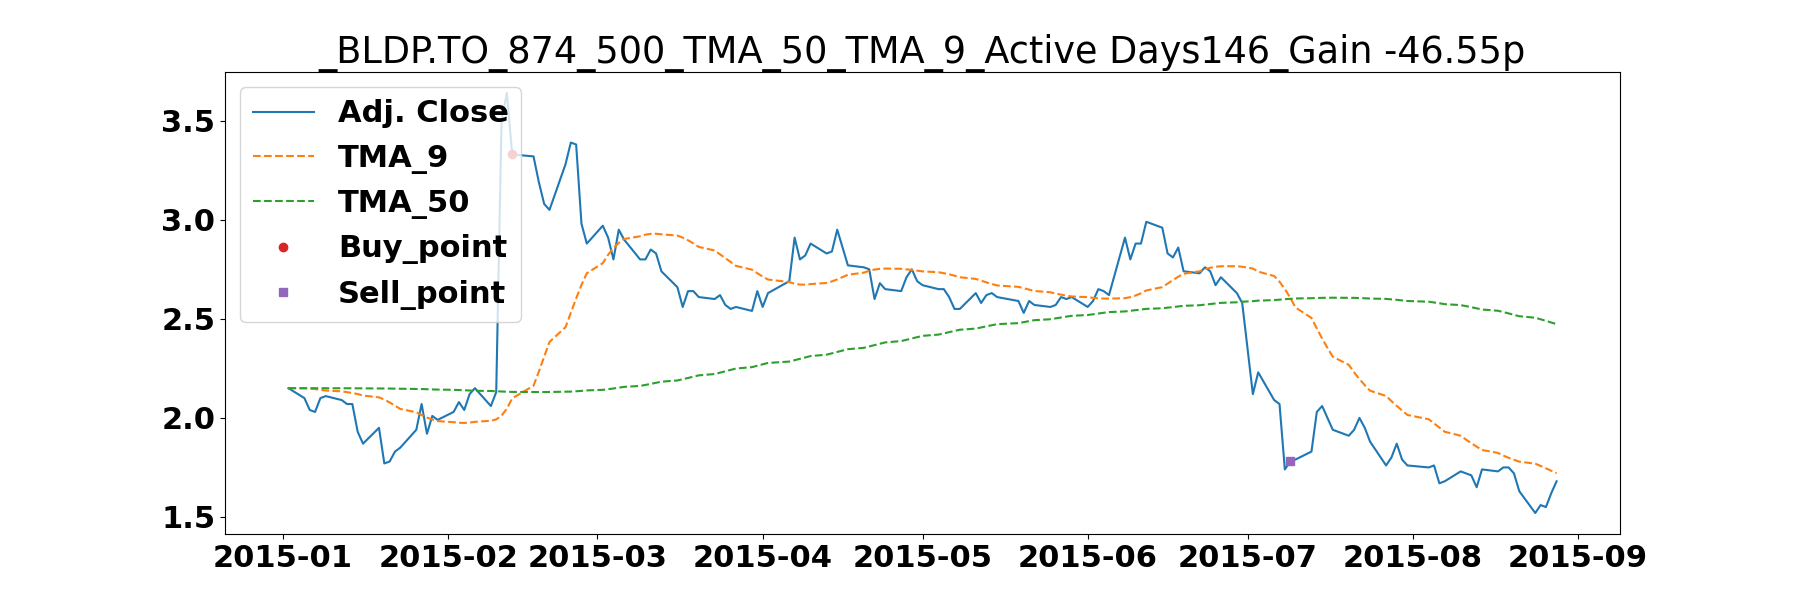 _BLDP.TO_874_500_TMA_50_TMA_9_Active Days146_Gain -46.55p
Adj. Close
TMA_9
TMA_50
Buy_point
Sell_point
3.5
3.0
2.5
2.0
1.5
2015-01 2015-02 2015-03 2015-04 2015-05 2015-06 2015-07 2015-08 2015-09